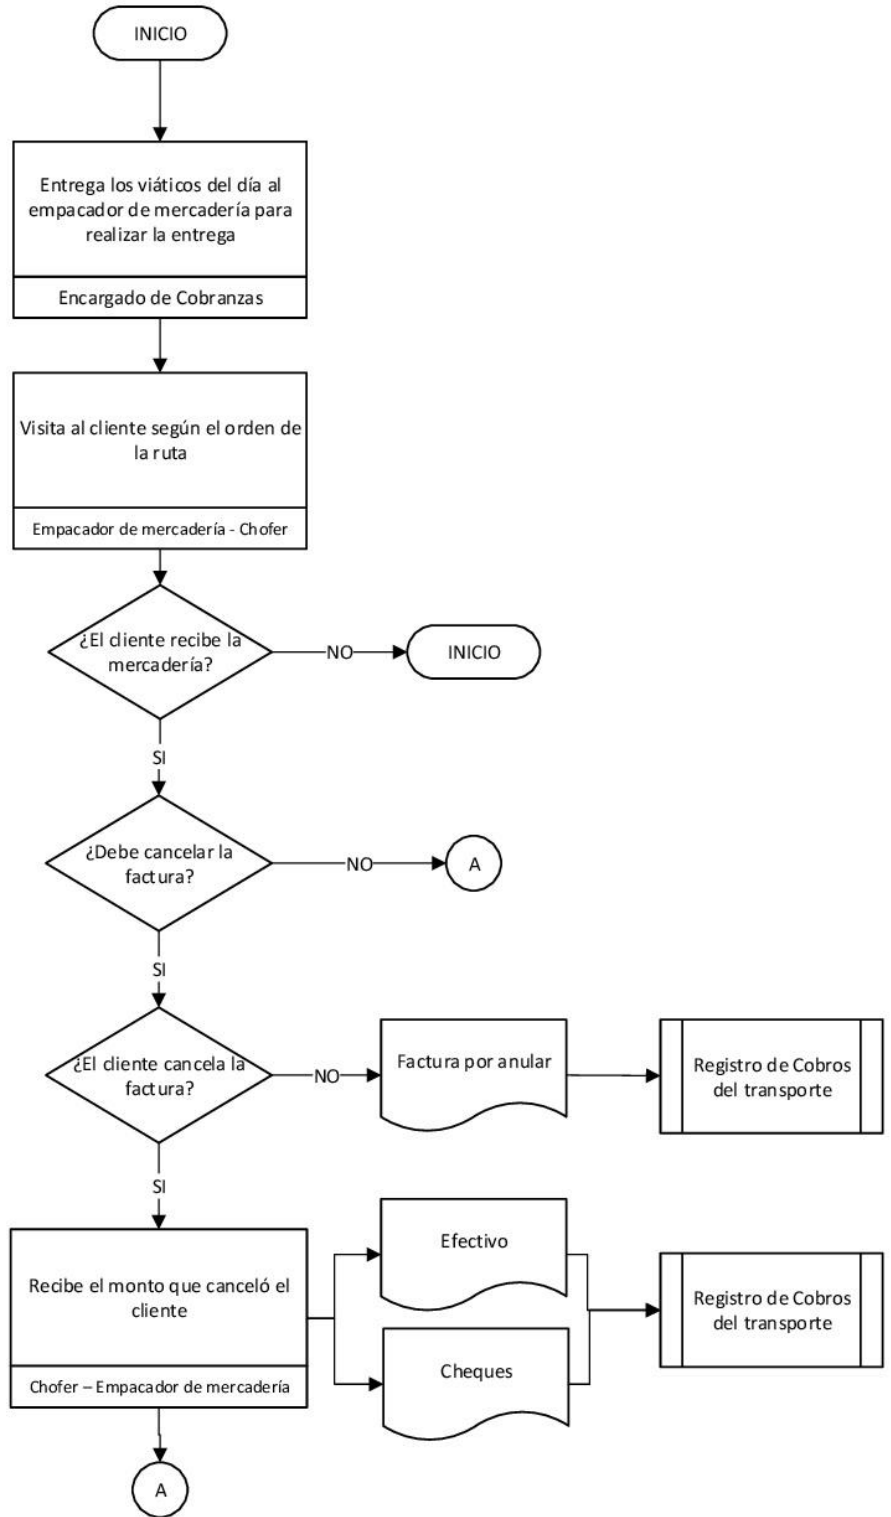 INICIO
Entrega los viáticos del día al
empacador de mercadería para
realizar la entrega
Encargado de Cobranzas
Visita al cliente según el orden de
la ruta
Empacador de mercadería - Chofer
¿El cliente recibe la
mercadería?
NO
INICIO
SI
¿Debe cancelar la
factura?
NO
A
SI
¿El cliente cancela la
factura?
NO
Factura por anular
Registro de Cobros
del transporte
SI
Recibe el monto que canceló el
cliente
Chofer – Empacador de mercadería
Efectivo
Cheques
Registro de Cobros
del transporte
A